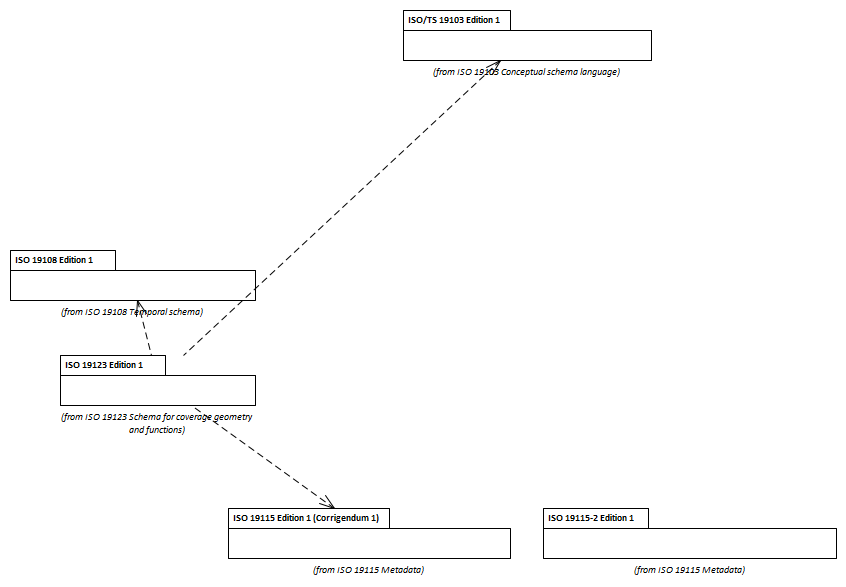 ISO/TS 19103 Edition 1
(from ISO 19103 Conceptual schema language)
ISO 19108 Edition 1
(from ISO 19108 Temporal schema)
ISO 19123 Edition 1
(from ISO 19123 Schema for coverage geometry
and functions)
ISO 19115 Edition 1 (Corrigendum 1)
(from ISO 19115 Metadata)
ISO 19115-2 Edition 1
(from ISO 19115 Metadata)